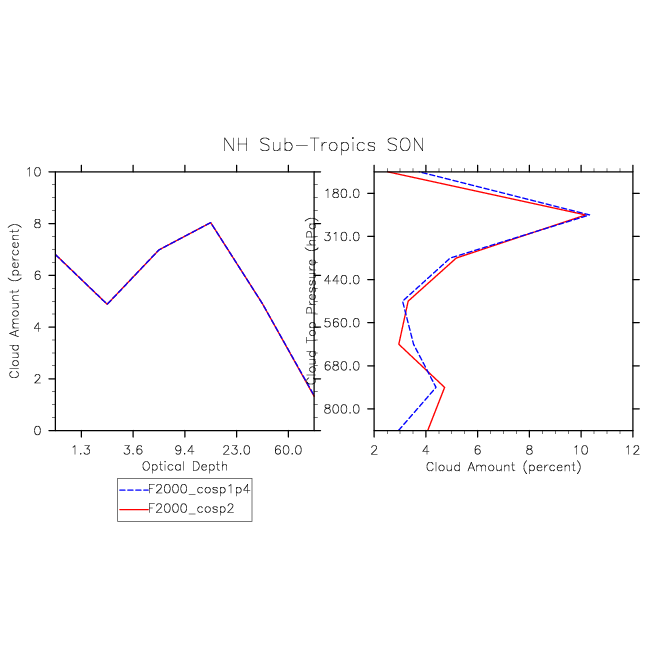 NH Sub-Tropics SON
Cloud Amount (percent)
10
8
6
4
2
0
1.3 3.6 9.4 23.0 60.0
Optical Depth
Cloud Top Pressure (hPa)
180.0
310.0
440.0
560.0
680.0
800.0
2 4 6 8 10 12
Cloud Amount (percent)
F2000_cosp1p4
F2000_cosp2